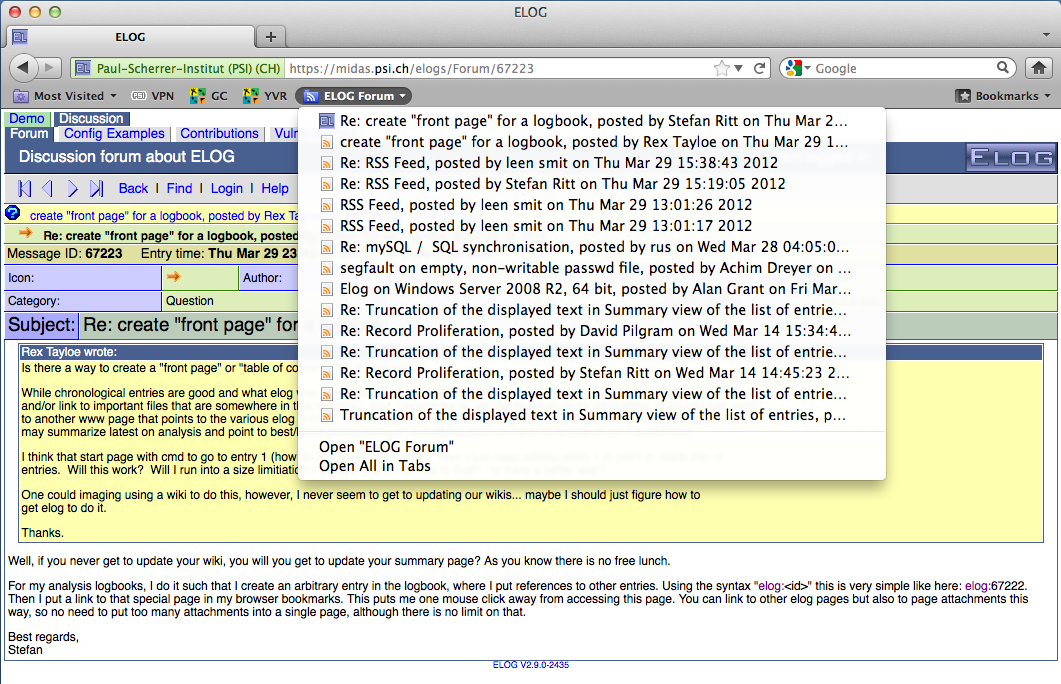 ELOG
ELOG
Paul-Scherrer-Institut (PSI) (CH) https://midas.psi.ch/elogs/Forum/67223
Google
Most Visited
VPN
GC
YVR
ELOG Forum
Bookmarks
Demo Discussion
Forum Config Examples Contributions Vuln
Discussion forum about ELOG
ELOG
Back | Find | Login | Help
create "front page" for a logbook, posted by Rex Ta
Re: create "front page" for a logbook, posted
Message ID: 67223 Entry time: Thu Mar 29 23
Icon: Author:
Category: Question
Subject: Re: create "front page" for
Re: create "front page" for a logbook, posted by Stefan Ritt on Thu Mar 2...
create "front page" for a logbook, posted by Rex Tayloe on Thu Mar 29 1...
Re: RSS Feed, posted by leen smit on Thu Mar 29 15:38:43 2012
Re: RSS Feed, posted by Stefan Ritt on Thu Mar 29 15:19:05 2012
RSS Feed, posted by leen smit on Thu Mar 29 13:01:26 2012
RSS Feed, posted by leen smit on Thu Mar 29 13:01:17 2012
Re: mySQL / SQL synchronisation, posted by rus on Wed Mar 28 04:05:0...
segfault on empty, non-writable passwd file, posted by Achim Dreyer on ...
Elog on Windows Server 2008 R2, 64 bit, posted by Alan Grant on Fri Mar...
Re: Truncation of the displayed text in Summary view of the list of entrie...
Re: Record Proliferation, posted by David Pilgram on Wed Mar 14 15:34:4...
Re: Truncation of the displayed text in Summary view of the list of entrie...
Re: Record Proliferation, posted by Stefan Ritt on Wed Mar 14 14:45:23 2...
Re: Truncation of the displayed text in Summary view of the list of entrie...
Truncation of the displayed text in Summary view of the list of entries, p...
Open "ELOG Forum"
Open All in Tabs
Rex Tayloe wrote:
Is there a way to create a "front page" or "table of co
While chronological entries are good and what elog
and/or link to important files that are somewhere in t
to another www page that points to the various elog
may summarize latest on analysis and point to best/
I think that start page with cmd to go to entry 1 (how
entries. Will this work? Will I run into a size limitiatio
One could imaging using a wiki to do this, however, I never seem to get to updating our wikis... maybe I should just figure how to
get elog to do it.
Thanks.
Well, if you never get to update your wiki, you will you get to update your summary page? As you know there is no free lunch.
For my analysis logbooks, I do it such that I create an arbitrary entry in the logbook, where I put references to other entries. Using the syntax "elog:<id>" this is very simple like here: elog:67222.
Then I put a link to that special page in my browser bookmarks. This puts me one mouse click away from accessing this page. You can link to other elog pages but also to page attachments this
way, so no need to put too many attachments into a single page, although there is no limit on that.
Best regards,
Stefan
ELOG V2.9.0-2435